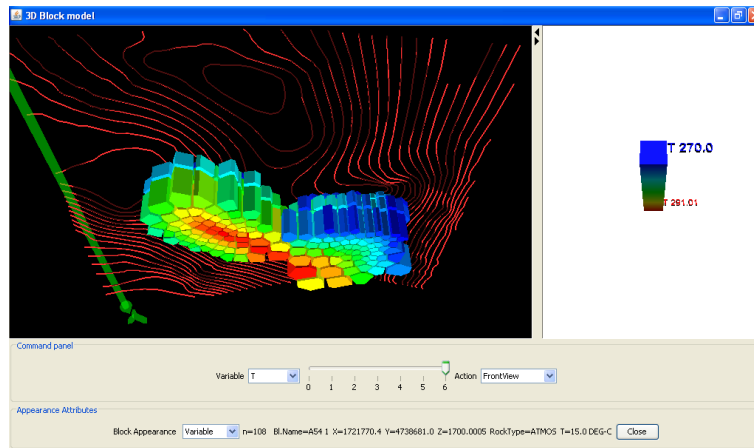 3D Block model
T 270.0
T 291.01
Command panel
Variable T 0 1 2 3 4 5 6 Action FrontView
Appearance Attributes
Block Appearance Variable n=108 Bl.Name=A54 1 X=1721770.4 Y=4738681.0 Z=1700.0005 RockType=ATMOS T=15.0 DEG-C Close